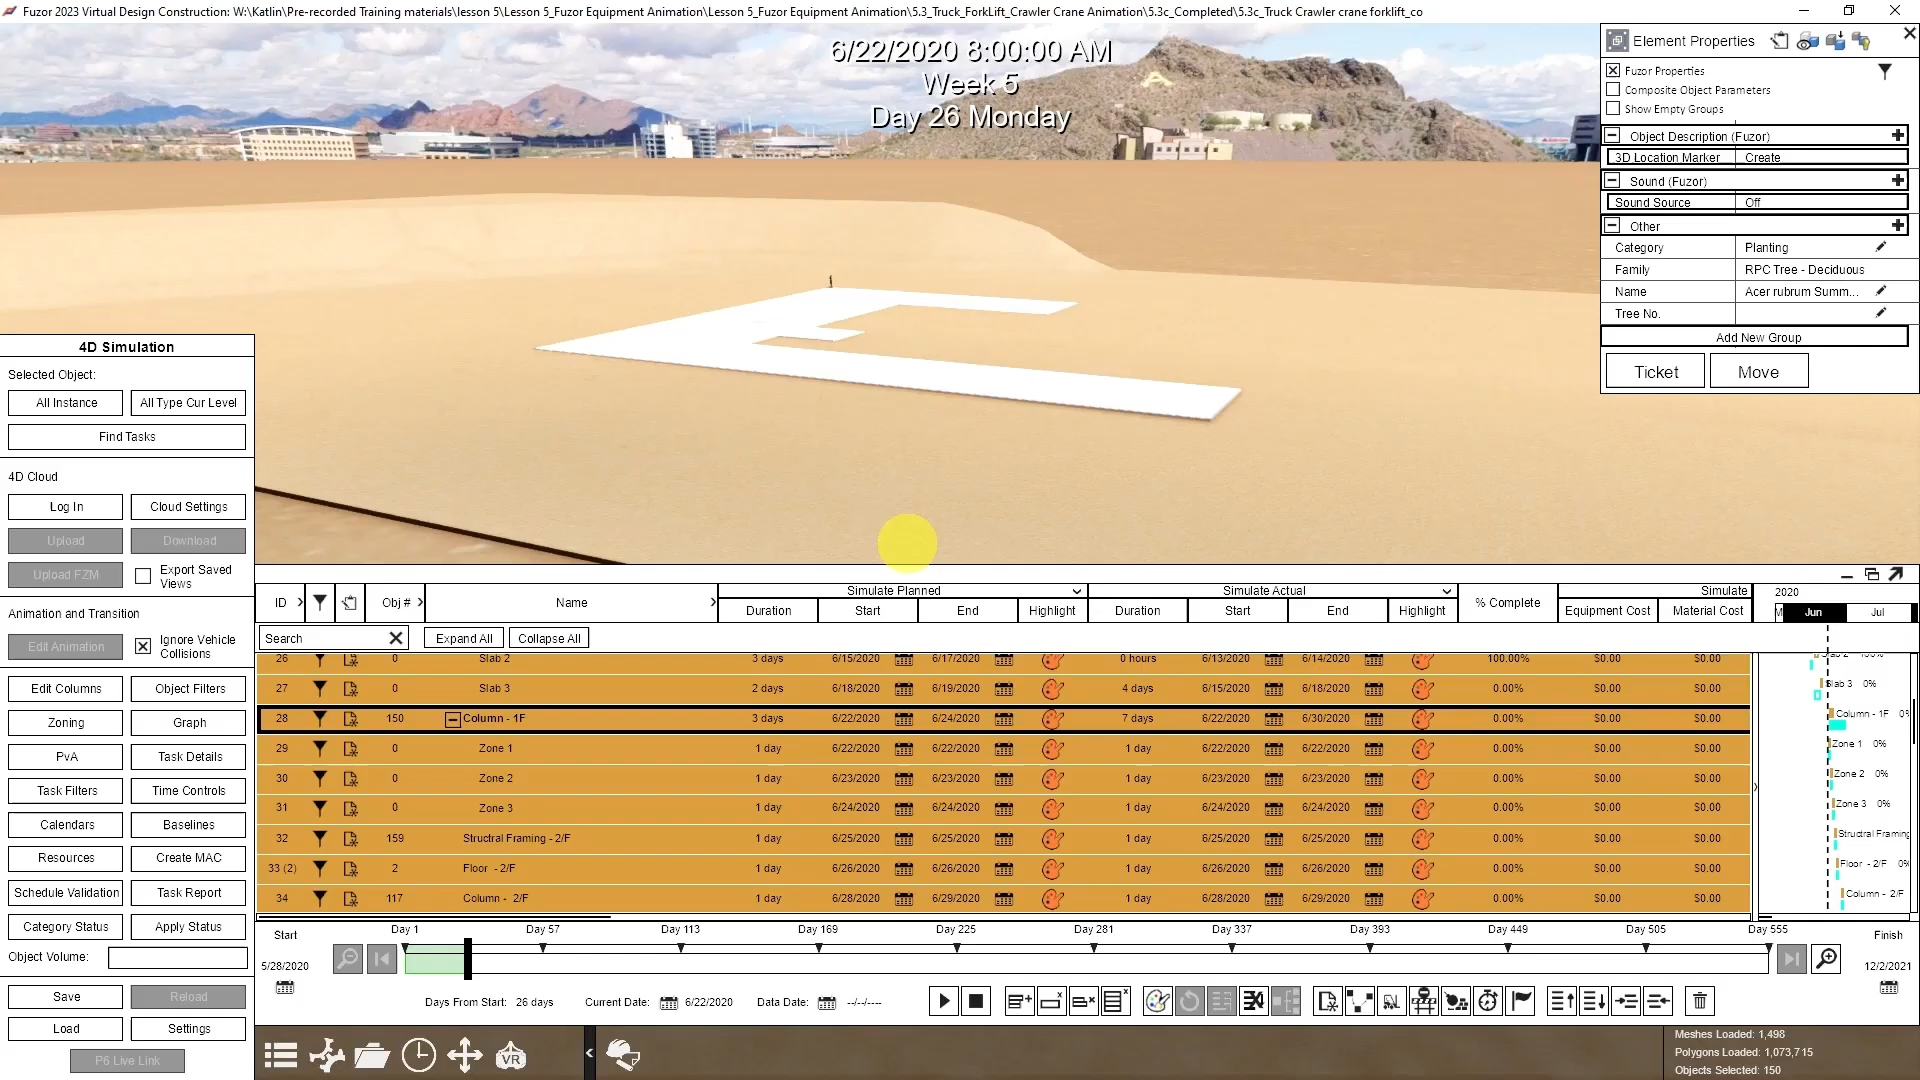 Fuzor 2023 Virtual Design Construction: W:\Katlin\Pre-recorded Training materials\lesson 5\Lesson 5_Fuzor Equipment Animation\Lesson 5_Fuzor Equipment Animation\5.3_Truck_ForkLift_Crawler Crane Animation\5.3c_Completed\5.3c_Truck Crawler crane forklift_co
6/22/2020 8:00:00 AM
Week 5
Day 26 Monday
Element Properties
Fuzor Properties
Composite Object Parameters
Show Empty Groups
Object Description (Fuzor)
3D Location Marker Create
Sound (Fuzor)
Sound Source Off
Other
Category Planting
Family RPC Tree - Deciduous
Name Acer rubrum Summ...
Tree No.
Add New Group
Ticket Move
4D Simulation
Selected Object:
All Instance All Type Cur Level
Find Tasks
4D Cloud
Log In Cloud Settings
Upload Download
Upload FZM Export Saved Views
Animation and Transition
Edit Animation Ignore Vehicle Collisions
Edit Columns Object Filters
Zoning Graph
PvA Task Details
Task Filters Time Controls
Calendars Baselines
Resources Create MAC
Schedule Validation Task Report
Category Status Apply Status
Object Volume:
Save Reload
Load Settings
P6 Live Link
ID Obj # Name Simulate Planned Simulate Actual % Complete Simulate 2020
Duration Start End Highlight Duration Start End Highlight Equipment Cost Material Cost M Jun Jul
Search Expand All Collapse All
26 0 Slab 2 3 days 6/15/2020 6/17/2020 0 hours 6/13/2020 6/14/2020 100.00% $0.00 $0.00
27 0 Slab 3 2 days 6/18/2020 6/19/2020 4 days 6/15/2020 6/18/2020 0.00% $0.00 $0.00 Slab 3 0%
28 150 Column - 1F 3 days 6/22/2020 6/24/2020 7 days 6/22/2020 6/30/2020 0.00% $0.00 $0.00 Column - 1F 0%
29 0 Zone 1 1 day 6/22/2020 6/22/2020 1 day 6/22/2020 6/22/2020 0.00% $0.00 $0.00 Zone 1 0%
30 0 Zone 2 1 day 6/23/2020 6/23/2020 1 day 6/23/2020 6/23/2020 0.00% $0.00 $0.00 Zone 2 0%
31 0 Zone 3 1 day 6/24/2020 6/24/2020 1 day 6/24/2020 6/24/2020 0.00% $0.00 $0.00 Zone 3 0%
32 159 Structral Framing - 2/F 1 day 6/25/2020 6/25/2020 1 day 6/25/2020 6/25/2020 0.00% $0.00 $0.00 Structral Framing
33 (2) 2 Floor - 2/F 1 day 6/26/2020 6/26/2020 1 day 6/26/2020 6/26/2020 0.00% $0.00 $0.00 Floor - 2/F 0%
34 117 Column - 2/F 1 day 6/28/2020 6/29/2020 1 day 6/28/2020 6/29/2020 0.00% $0.00 $0.00 Column - 2/F
Start Day 1 Day 57 Day 113 Day 169 Day 225 Day 281 Day 337 Day 393 Day 449 Day 505 Day 555 Finish
5/28/2020 12/2/2021
Days From Start: 26 days Current Date: 6/22/2020 Data Date: --/--/----
VR
Meshes Loaded: 1,498
Polygons Loaded: 1,073,715
Objects Selected: 150